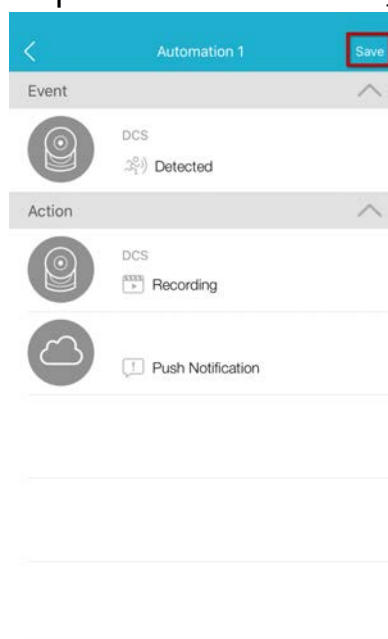 Automation 1
Save
Event
DCS
Detected
Action
DCS
Recording
Push Notification